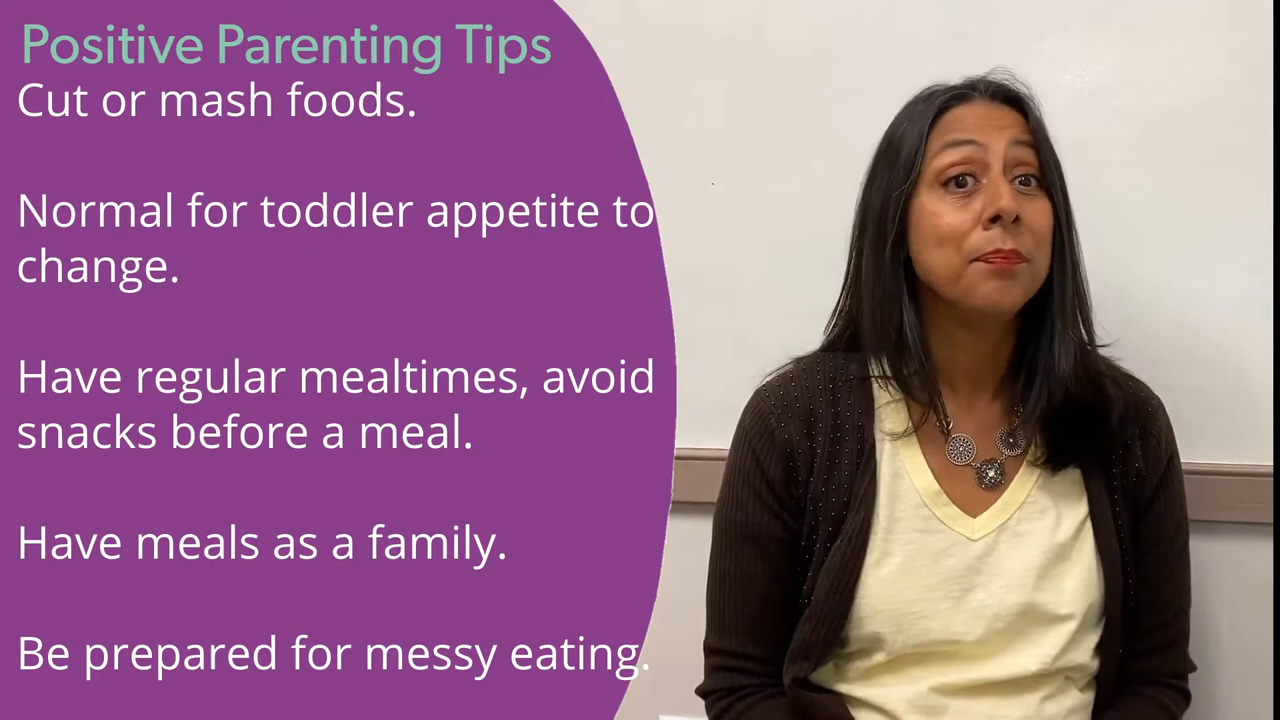 Positive Parenting Tips
Cut or mash foods.
Normal for toddler appetite to
change.
Have regular mealtimes, avoid
snacks before a meal.
Have meals as a family.
Be prepared for messy eating.